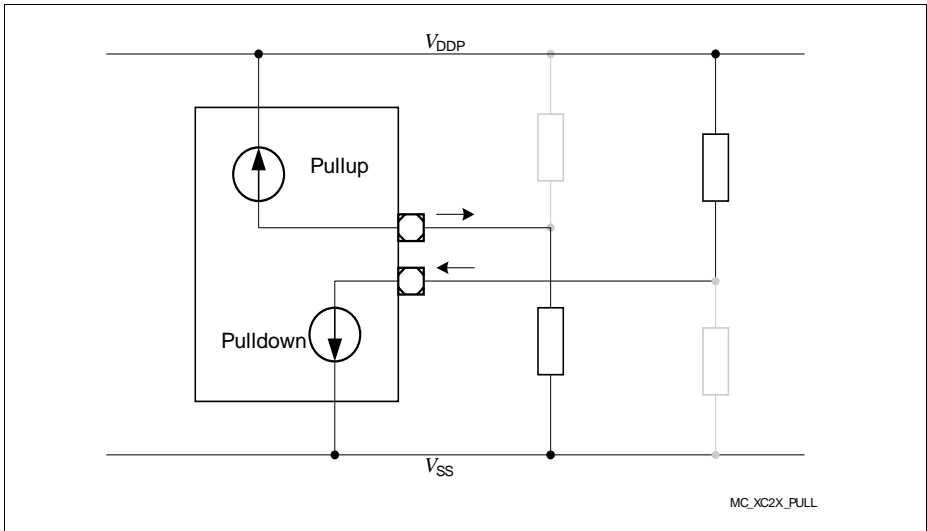 VDDP
Pullup
Pulldown
VSS
MC_XC2X_PULL